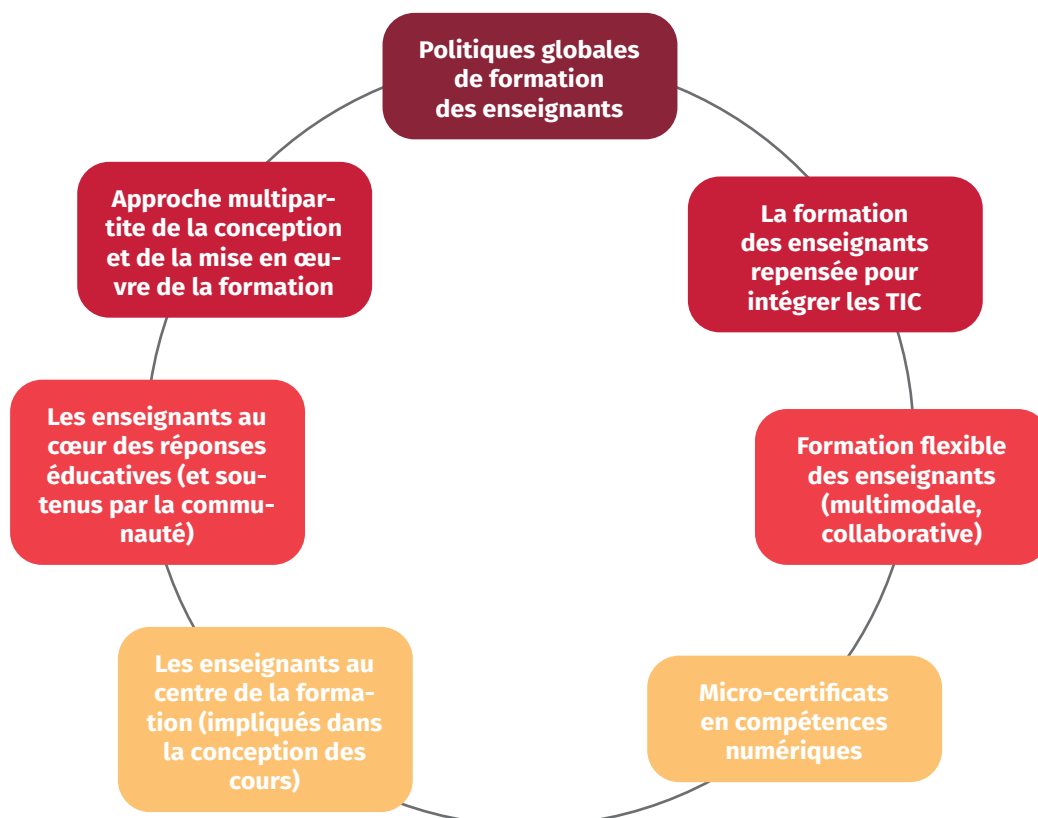 Politiques globales
de formation
des enseignants
Approche multipar-
tite de la conception
et de la mise en œu-
vre de la formation
La formation
des enseignants
repensée pour
intégrer les TIC
Les enseignants au
cœur des réponses
éducatives (et sou-
tenus par la commu-
nauté)
Formation flexible
des enseignants
(multimodale,
collaborative)
Les enseignants au
centre de la forma-
tion (impliqués dans
la conception des
cours)
Micro-certificats
en compétences
numériques